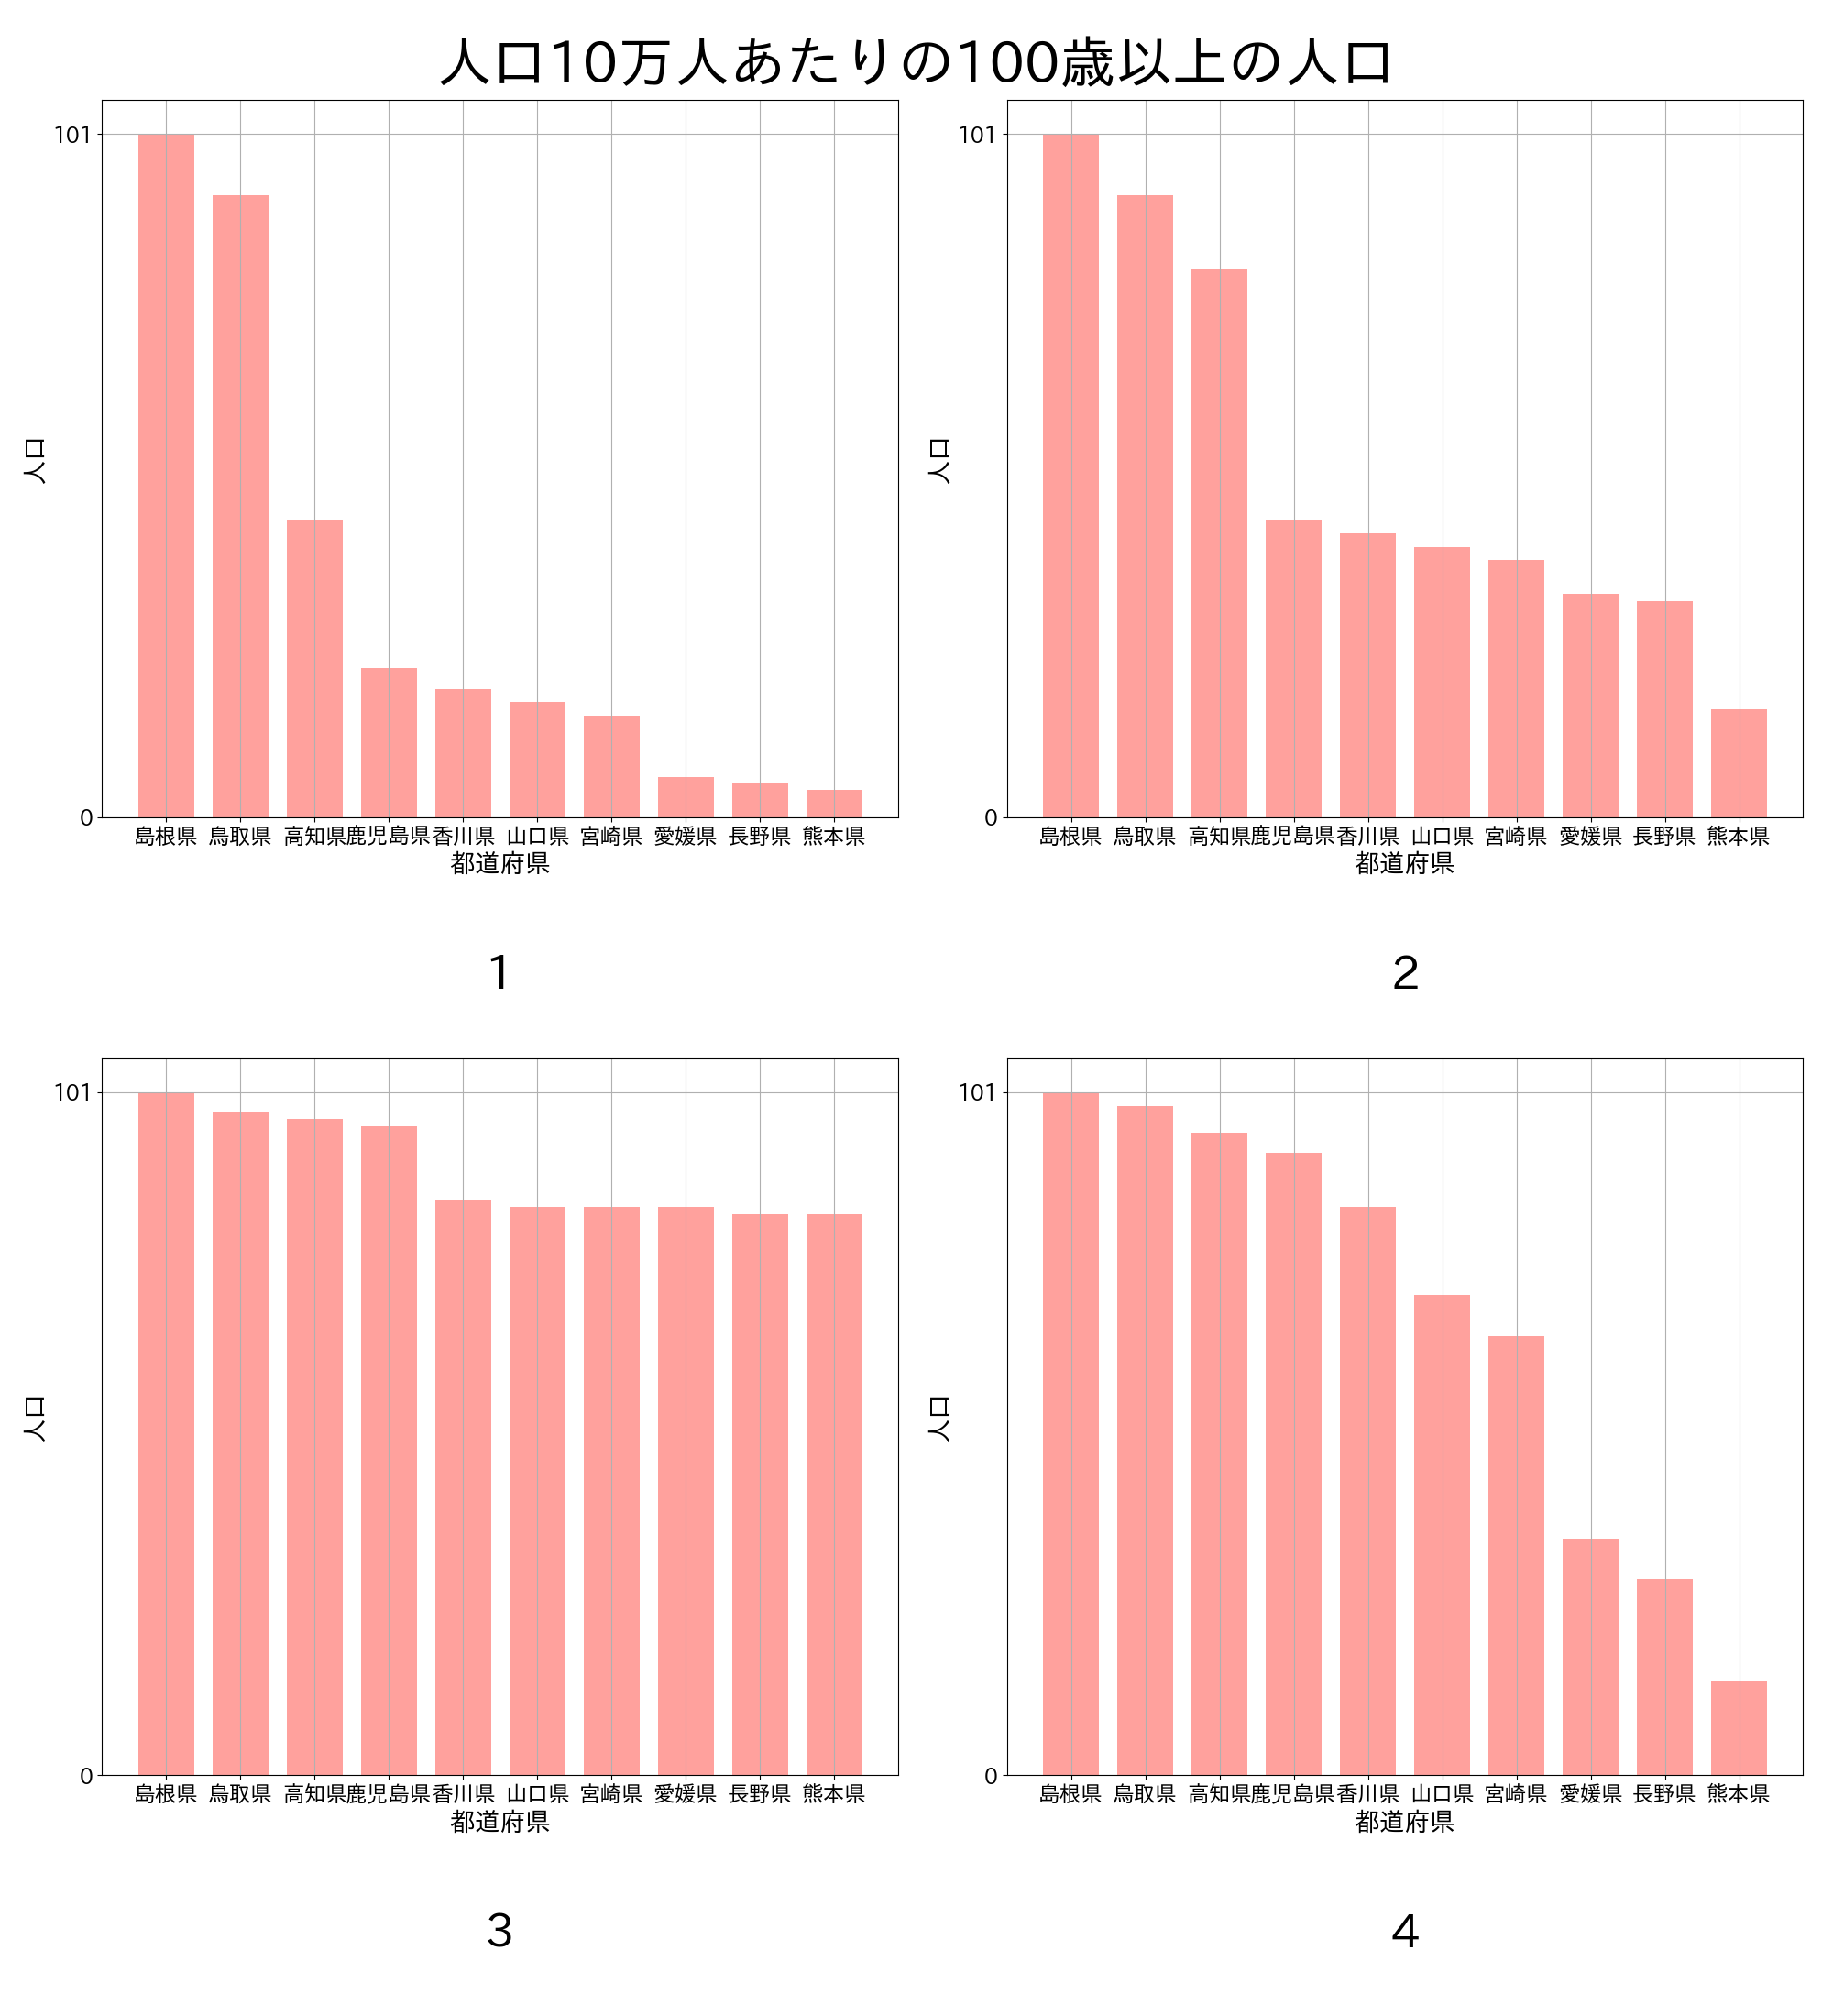 人口10万人あたりの100歳以上の人口
101
0
人口
島根県 鳥取県 高知県 鹿児島県 香川県 山口県 宮崎県 愛媛県 長野県 熊本県
都道府県
1
101
0
人口
島根県 鳥取県 高知県 鹿児島県 香川県 山口県 宮崎県 愛媛県 長野県 熊本県
都道府県
2
101
0
人口
島根県 鳥取県 高知県 鹿児島県 香川県 山口県 宮崎県 愛媛県 長野県 熊本県
都道府県
3
101
0
人口
島根県 鳥取県 高知県 鹿児島県 香川県 山口県 宮崎県 愛媛県 長野県 熊本県
都道府県
4